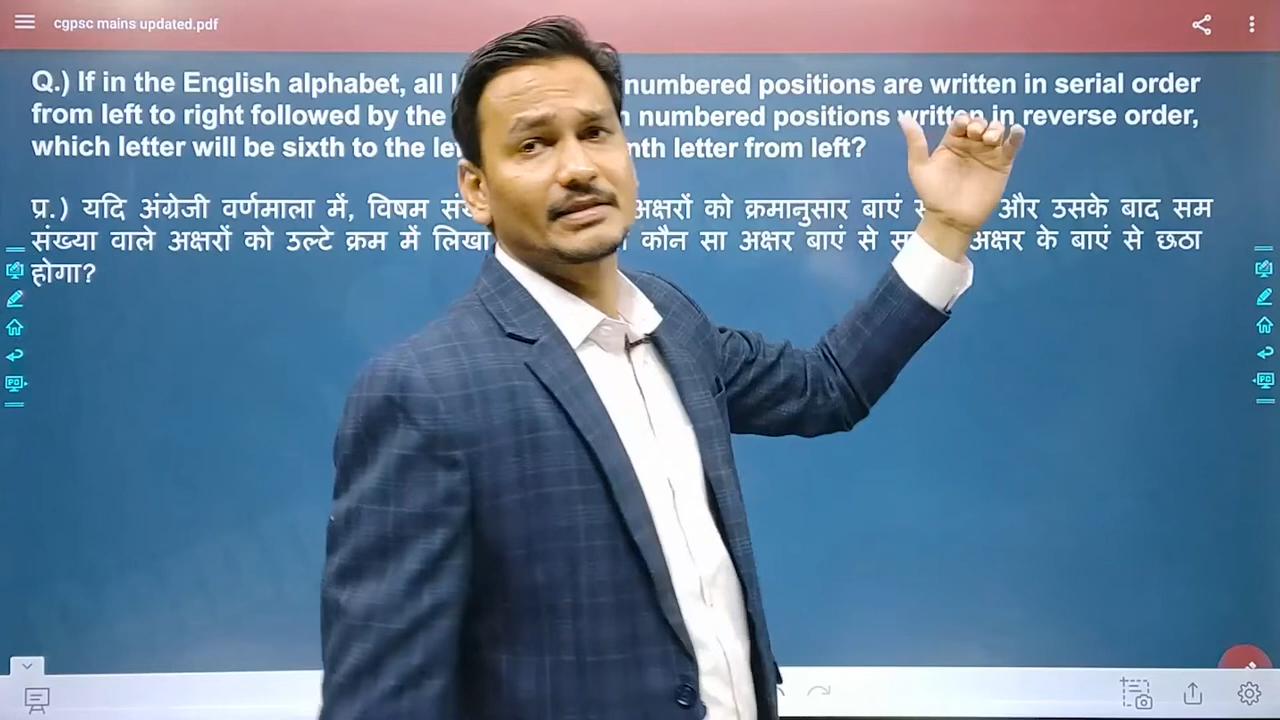 cgpsc mains updated.pdf
Q.) If in the English alphabet, all numbered positions are written in serial order
from left to right followed by the numbered positions written in reverse order,
which letter will be sixth to the letter from left?
प्र.) यदि अंग्रेजी वर्णमाला में, विषम अक्षरों को क्रमानुसार बाएं और उसके बाद सम
संख्या वाले अक्षरों को उल्टे क्रम में लिखा कौन सा अक्षर बाएं से अक्षर के बाएं से छठा
होगा?